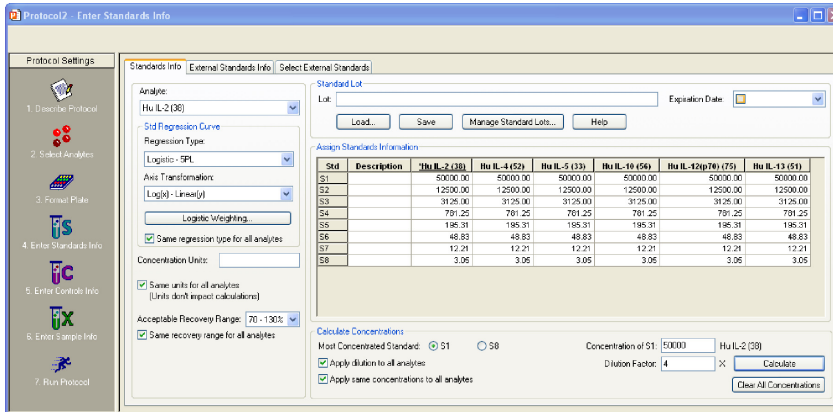 Protocol2 - Enter Standards Info
Protocol Settings
1. Describe Protocol
2. Select Analytes
3. Format Plate
4. Enter Standards Info
5. Enter Controls Info
6. Enter Sample Info
7. Run Protocol
Standards Info External Standards Info Select External Standards
Analyte:
Hu IL-2 (38)
Std Regression Curve
Regression Type:
Logistic - 5PL
Axis Transformation:
Log(x) - Linear(y)
Logistic Weighting...
Same regression type for all analytes
Concentration Units:
Same units for all analytes
(Units don't impact calculations)
Acceptable Recovery Range: 70 - 130%
Same recovery range for all analytes
Standard Lot
Lot: Expiration Date:
Load... Save Manage Standard Lots... Help
Assign Standards Information
Std Description *Hu IL-2 (38) Hu IL-4 (52) Hu IL-5 (33) Hu IL-10 (56) Hu IL-12(p70) (75) Hu IL-13 (51)
S1 50000.00 50000.00 50000.00 50000.00 50000.00 50000.00
S2 12500.00 12500.00 12500.00 12500.00 12500.00 12500.00
S3 3125.00 3125.00 3125.00 3125.00 3125.00 3125.00
S4 781.25 781.25 781.25 781.25 781.25 781.25
S5 195.31 195.31 195.31 195.31 195.31 195.31
S6 48.83 48.83 48.83 48.83 48.83 48.83
S7 12.21 12.21 12.21 12.21 12.21 12.21
S8 3.05 3.05 3.05 3.05 3.05 3.05
Calculate Concentrations
Most Concentrated Standard: S1 S8 Concentration of S1: 50000 Hu IL-2 (38)
Apply dilution to all analytes Dilution Factor: 4 X Calculate
Apply same concentrations to all analytes Clear All Concentrations